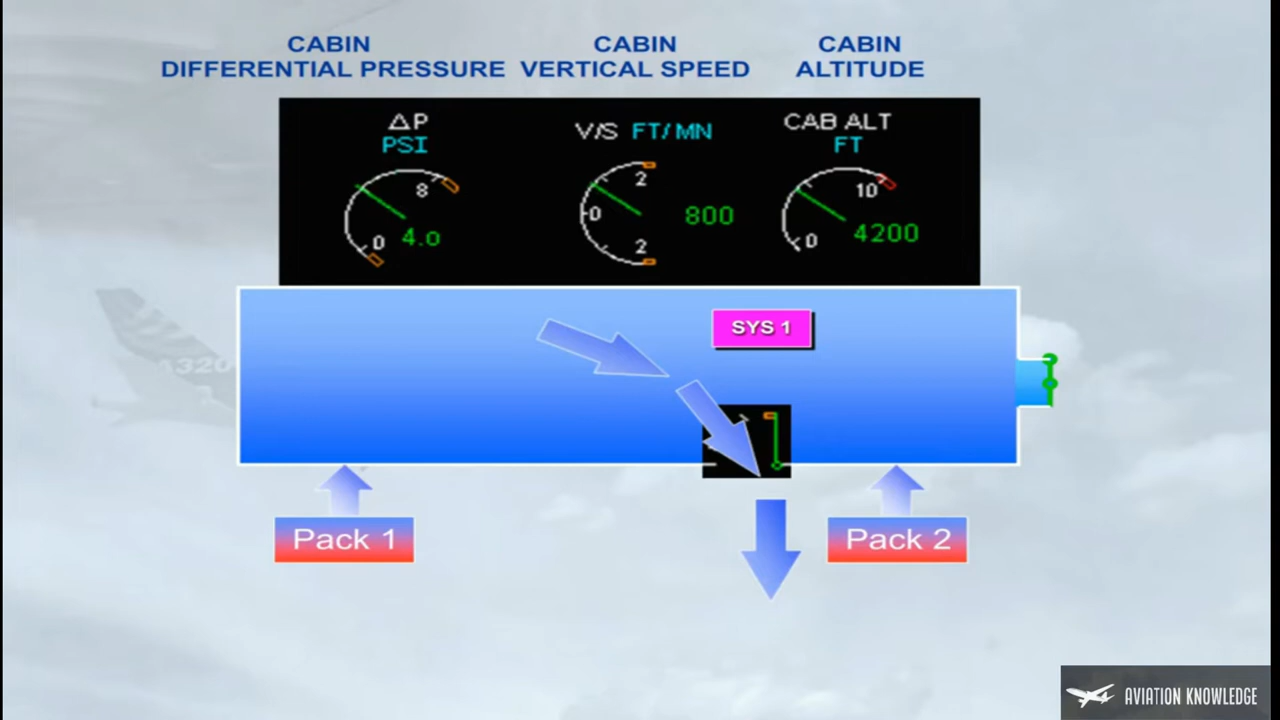 CABIN
DIFFERENTIAL PRESSURE
CABIN
VERTICAL SPEED
CABIN
ALTITUDE
ΔP
PSI
8
0
4.0
V/S FT/MN
2
0
2
800
CAB ALT
FT
10
0
4200
SYS 1
A320
Pack 1
Pack 2
AVIATION KNOWLEDGE